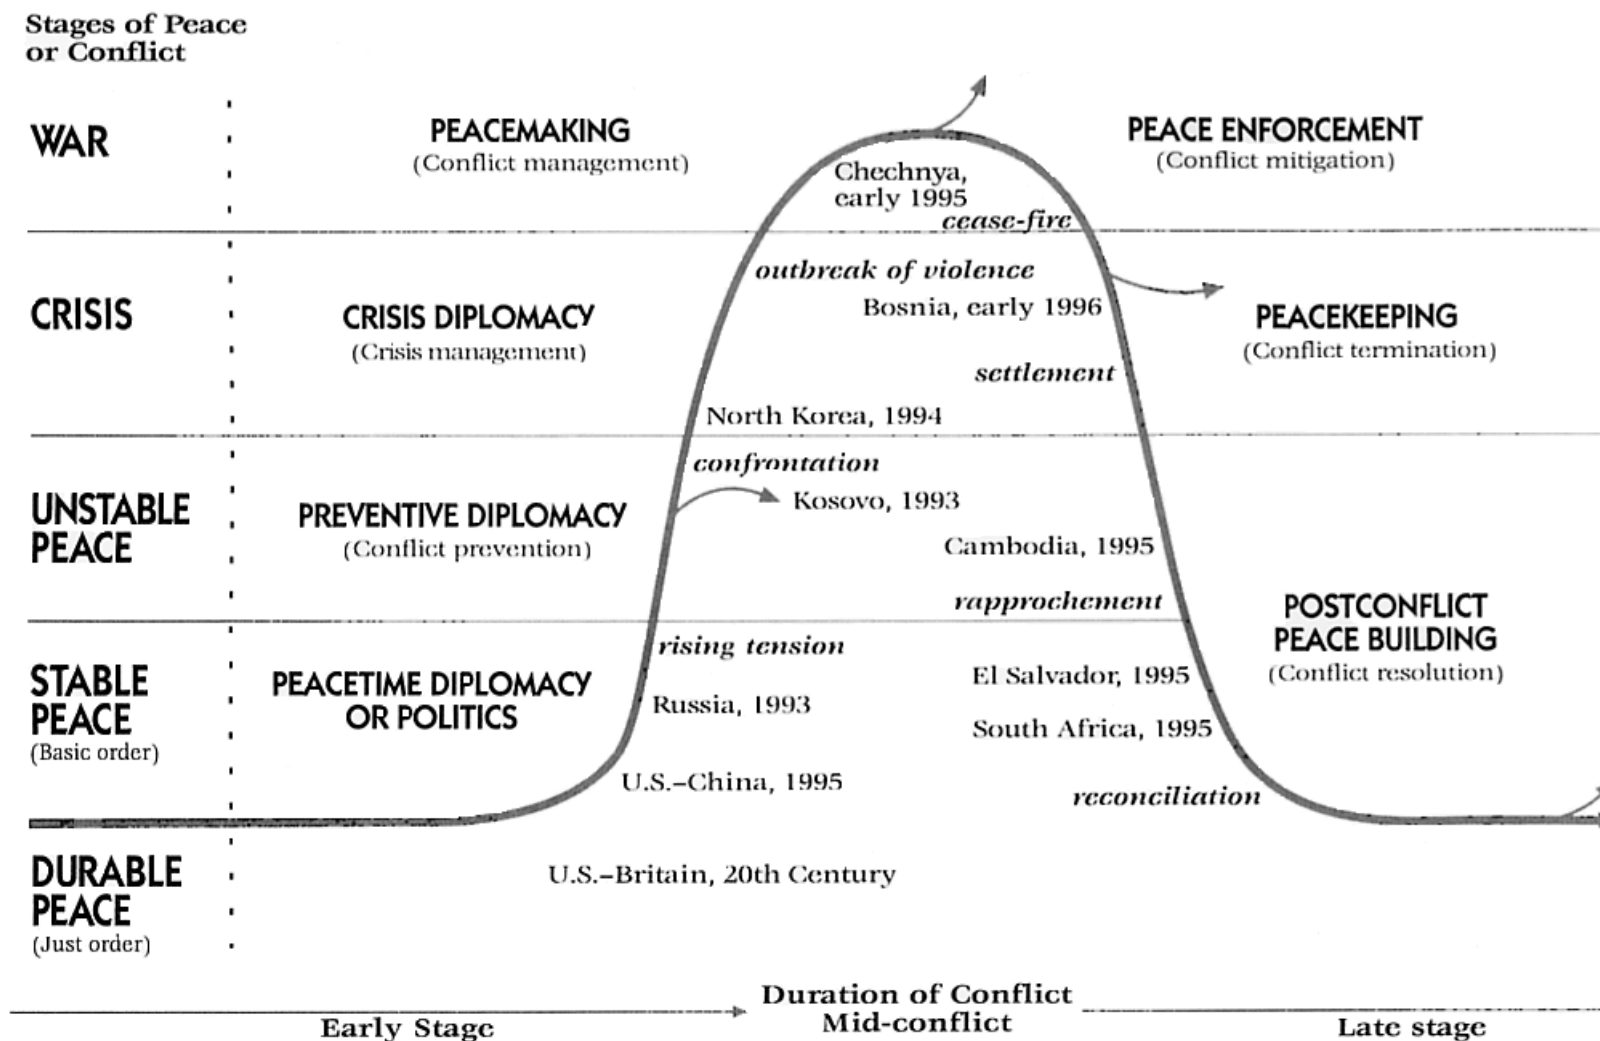 Stages of Peace
or Conflict
WAR
PEACEMAKING
(Conflict management)
Chechnya,
early 1995
cease-fire
PEACE ENFORCEMENT
(Conflict mitigation)
CRISIS
CRISIS DIPLOMACY
(Crisis management)
outbreak of violence
Bosnia, early 1996
settlement
North Korea, 1994
PEACEKEEPING
(Conflict termination)
UNSTABLE
PEACE
PREVENTIVE DIPLOMACY
(Conflict prevention)
confrontation
Kosovo, 1993
Cambodia, 1995
rapprochement
POSTCONFLICT
PEACE BUILDING
(Conflict resolution)
STABLE
PEACE
(Basic order)
PEACETIME DIPLOMACY
OR POLITICS
rising tension
Russia, 1993
El Salvador, 1995
South Africa, 1995
U.S.–China, 1995
reconciliation
DURABLE
PEACE
(Just order)
U.S.–Britain, 20th Century
Early Stage
Duration of Conflict
Mid-conflict
Late stage